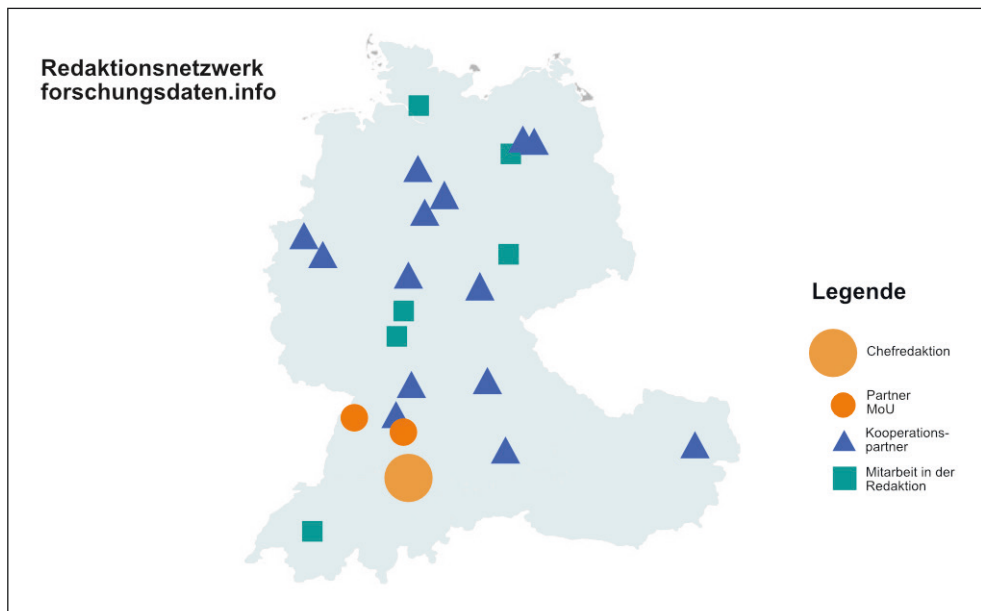 Redaktionsnetzwerk
forschungsdaten.info
Legende
Chefredaktion
Partner
MoU
Kooperations-
partner
Mitarbeit in der
Redaktion